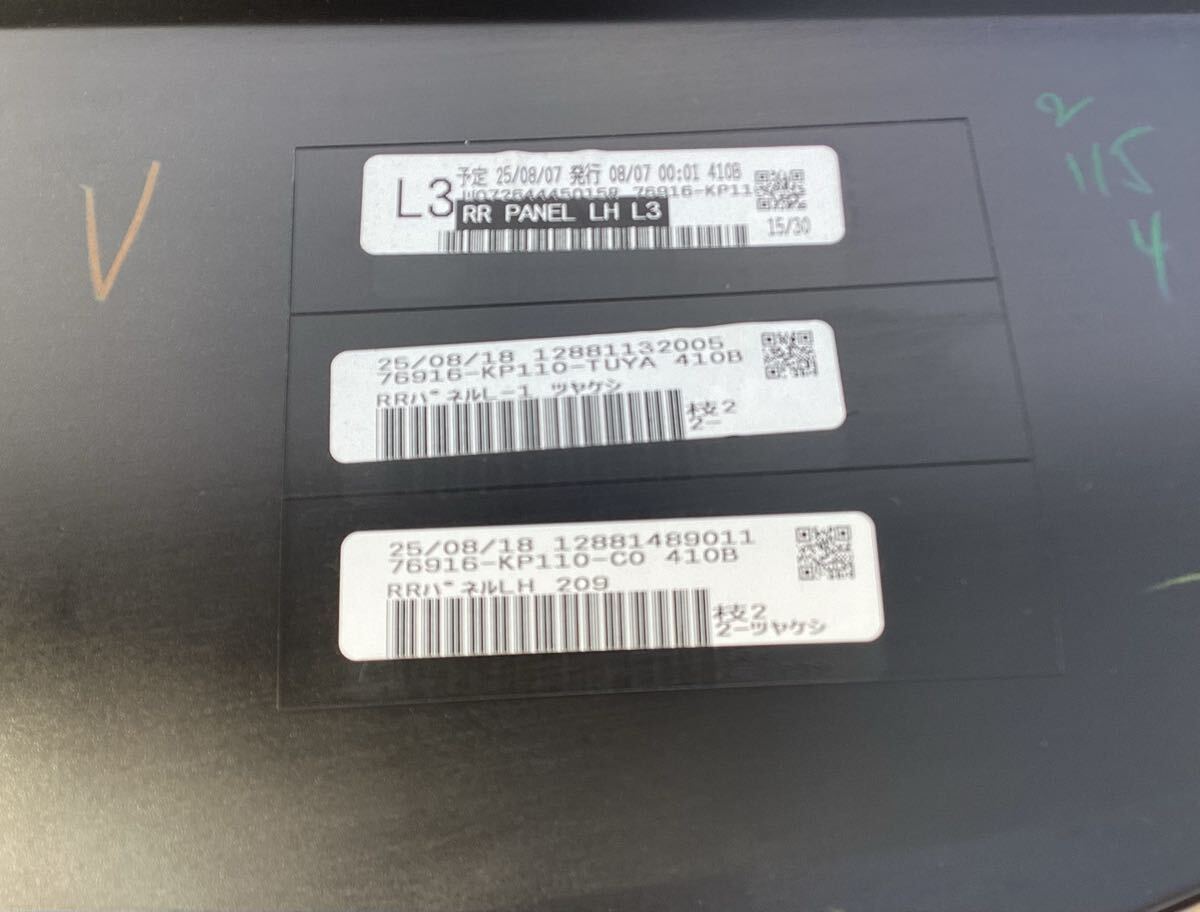 V
2
115
4
L3
予定 25/08/07 発行 08/07 00:01 410B
76916-KP11
RR PANEL LH L3
15/30
25/08/18 12881132005
76916-KP110-TUYA 410B
RRパネルL-1 ツヤケシ
枝2
2-
25/08/18 12881489011
76916-KP110-CO 410B
RRパネルLH 209
枝2
2-ツヤケシ